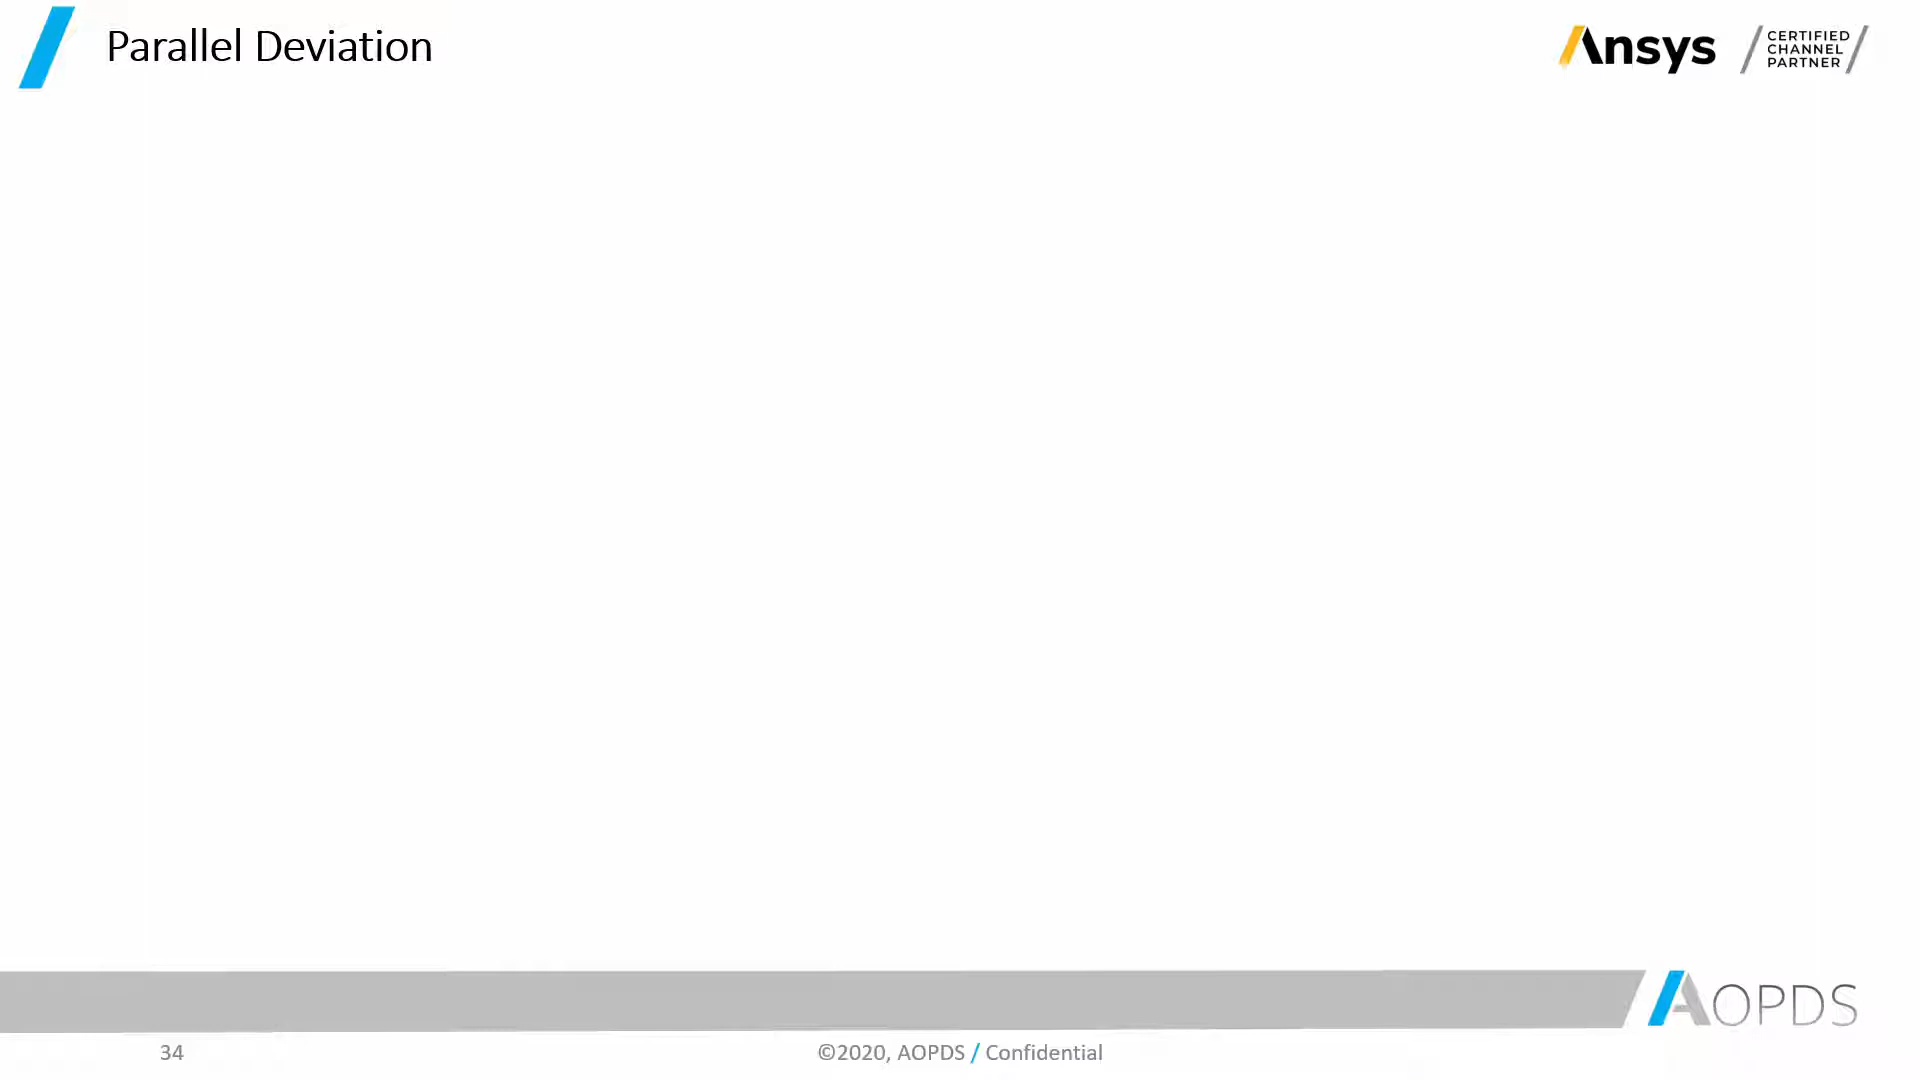 Parallel Deviation
Ansys
CERTIFIED
CHANNEL
PARTNER
AOPDS
34
©2020, AOPDS / Confidential